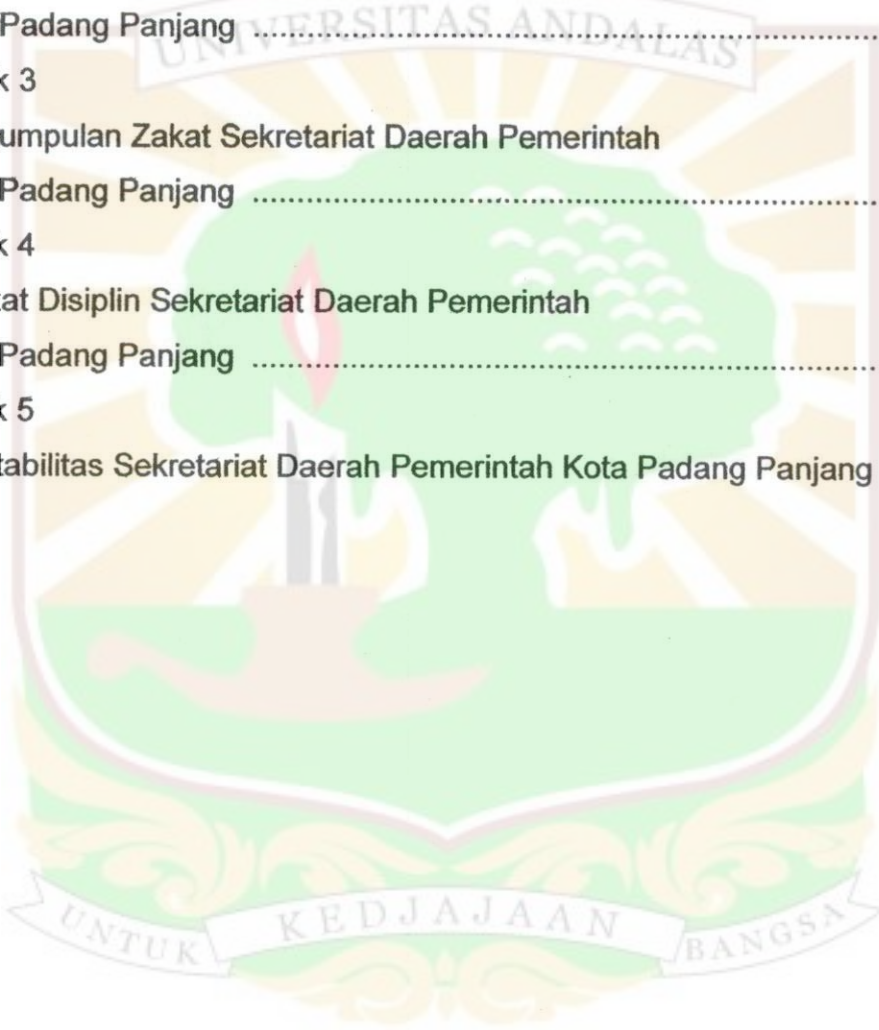 Padang Panjang ........................................................................
UNIVERSITAS ANDALAS
k 3
umpulan Zakat Sekretariat Daerah Pemerintah
Padang Panjang ........................................................................
k 4
at Disiplin Sekretariat Daerah Pemerintah
Padang Panjang ........................................................................
k 5
tabilitas Sekretariat Daerah Pemerintah Kota Padang Panjang
UNTUK KEDJAJAAN BANGSA